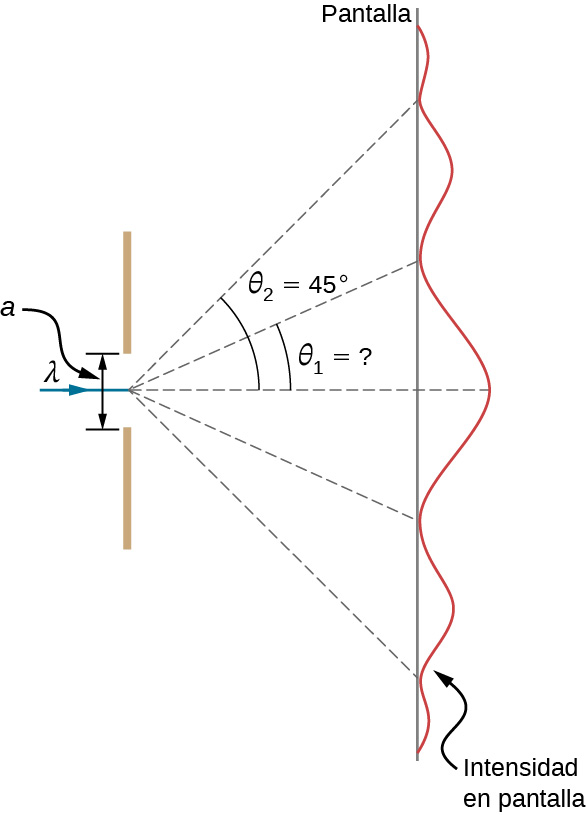 Pantalla
θ₂ = 45°
a
θ₁ = ?
λ
Intensidad
en pantalla